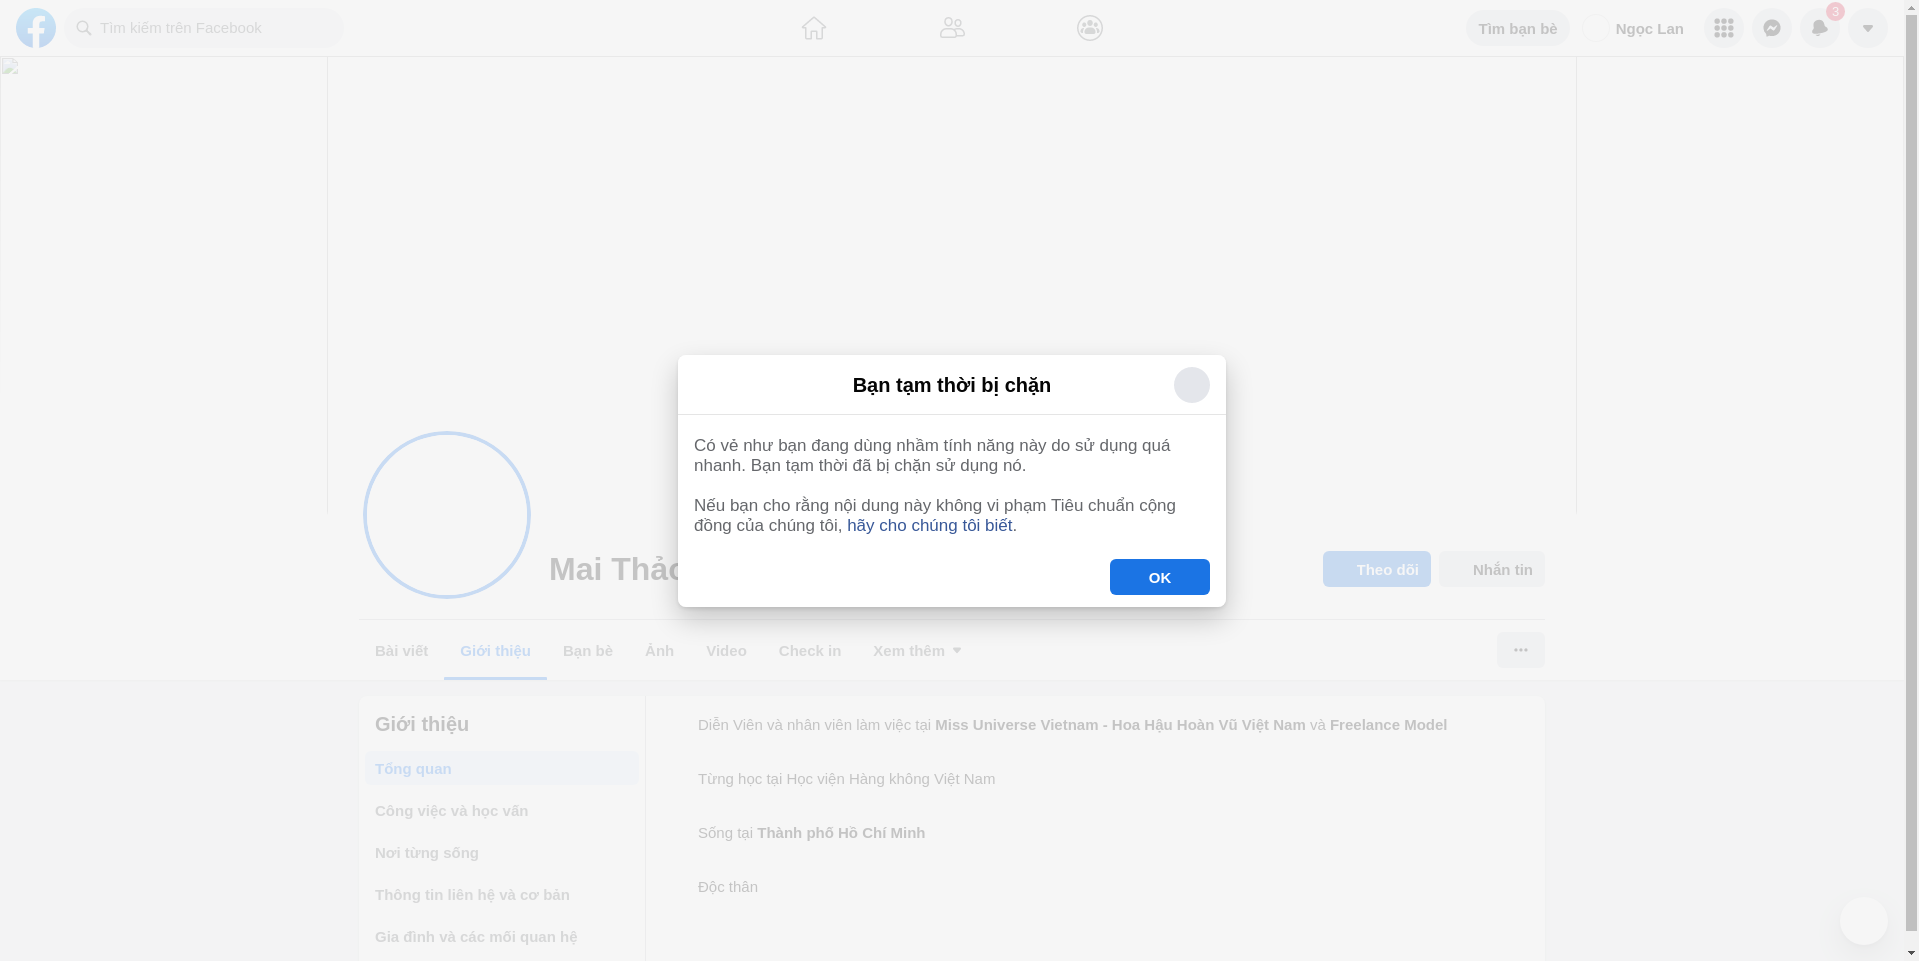 Tìm kiếm trên Facebook
Tìm bạn bè
Ngọc Lan
3
Bạn tạm thời bị chặn
Có vẻ như bạn đang dùng nhầm tính năng này do sử dụng quá
nhanh. Bạn tạm thời đã bị chặn sử dụng nó.
Nếu bạn cho rằng nội dung này không vi phạm Tiêu chuẩn cộng
đồng của chúng tôi, hãy cho chúng tôi biết.
OK
Mai Thảo
Theo dõi
Nhắn tin
Bài viết
Giới thiệu
Bạn bè
Ảnh
Video
Check in
Xem thêm
Giới thiệu
Tổng quan
Công việc và học vấn
Nơi từng sống
Thông tin liên hệ và cơ bản
Gia đình và các mối quan hệ
Diễn Viên và nhân viên làm việc tại Miss Universe Vietnam - Hoa Hậu Hoàn Vũ Việt Nam và Freelance Model
Từng học tại Học viện Hàng không Việt Nam
Sống tại Thành phố Hồ Chí Minh
Độc thân